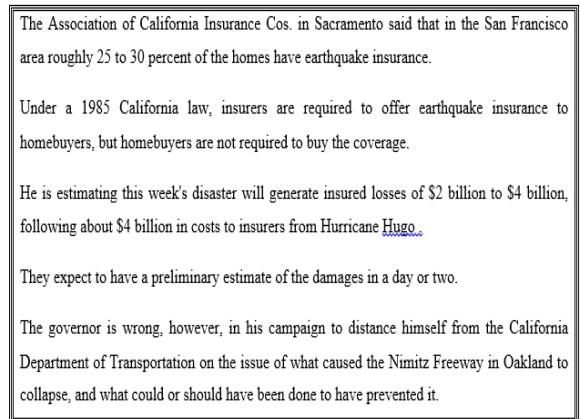 The Association of California Insurance Cos. in Sacramento said that in the San Francisco
area roughly 25 to 30 percent of the homes have earthquake insurance.
Under a 1985 California law, insurers are required to offer earthquake insurance to
homebuyers, but homebuyers are not required to buy the coverage.
He is estimating this week's disaster will generate insured losses of $2 billion to $4 billion,
following about $4 billion in costs to insurers from Hurricane Hugo .
They expect to have a preliminary estimate of the damages in a day or two.
The governor is wrong, however, in his campaign to distance himself from the California
Department of Transportation on the issue of what caused the Nimitz Freeway in Oakland to
collapse, and what could or should have been done to have prevented it.